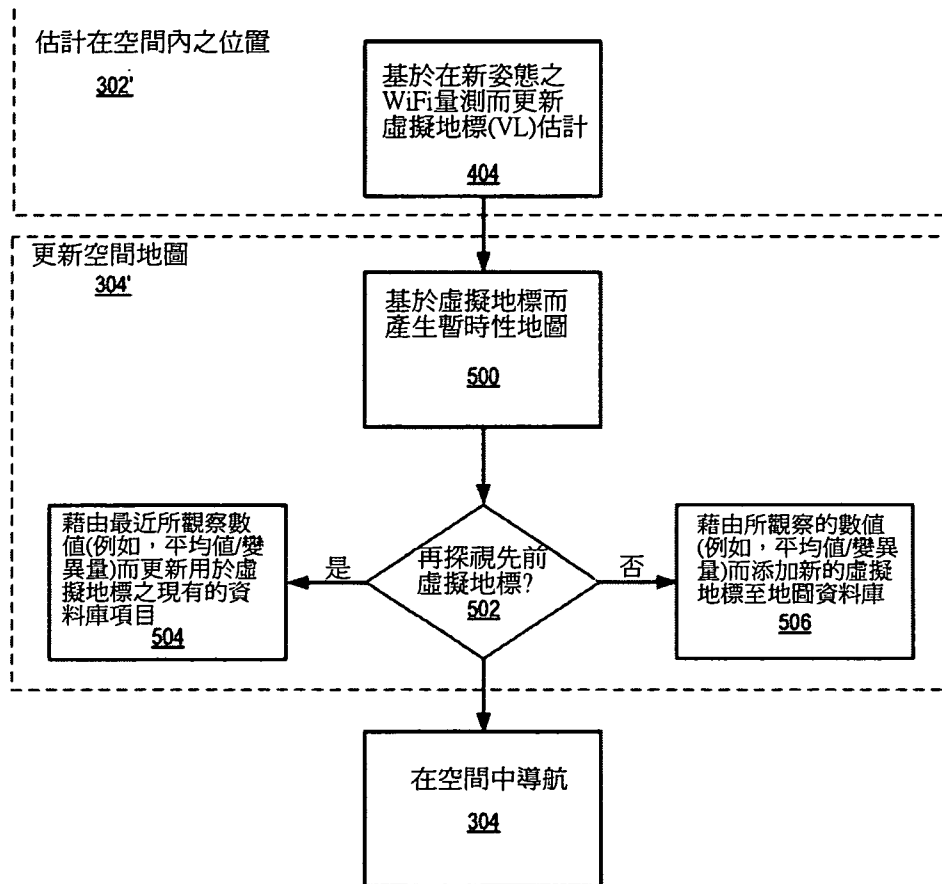 估計在空間內之位置
302'
基於在新姿態之
WiFi量測而更新
虛擬地標(VL)估計
404
更新空間地圖
304'
基於虛擬地標而
產生暫時性地圖
500
藉由最近所觀察數
值(例如，平均值/變
異量)而更新用於虛
擬地標之現有的資
料庫項目
504
是
再探視先前
虛擬地標?
502
否
藉由所觀察的數值
(例如，平均值/變異
量)而添加新的虛擬
地標至地圖資料庫
506
在空間中導航
304